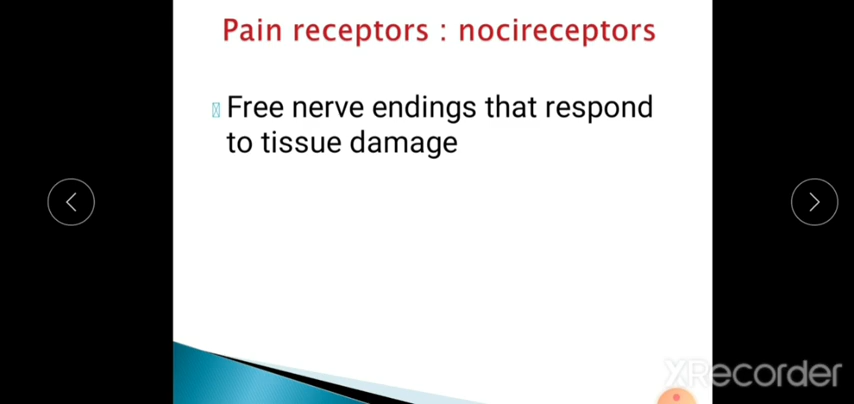 Pain receptors : nocireceptors
Free nerve endings that respond
to tissue damage
XRecorder